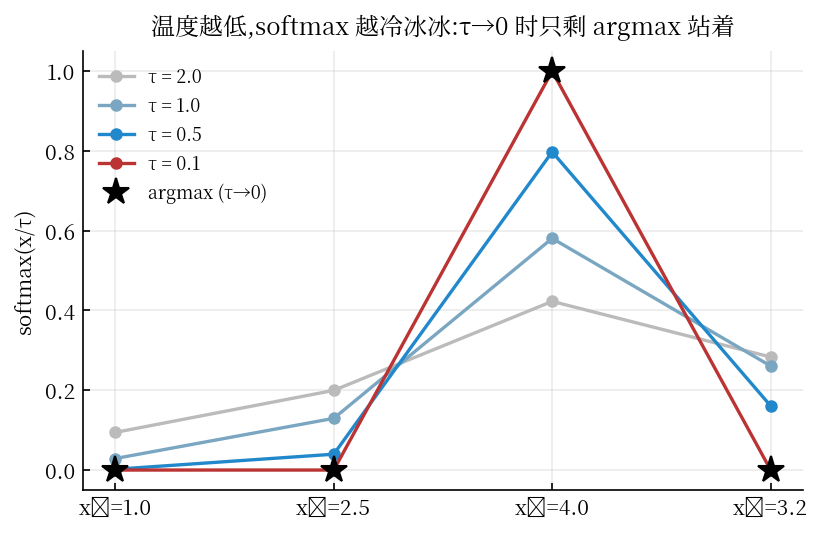 温度越低,softmax 越冷冰冰:τ→0 时只剩 argmax 站着
softmax(x/τ)
1.0
0.8
0.6
0.4
0.2
0.0
τ = 2.0
τ = 1.0
τ = 0.5
τ = 0.1
argmax (τ→0)
x□=1.0
x□=2.5
x□=4.0
x□=3.2